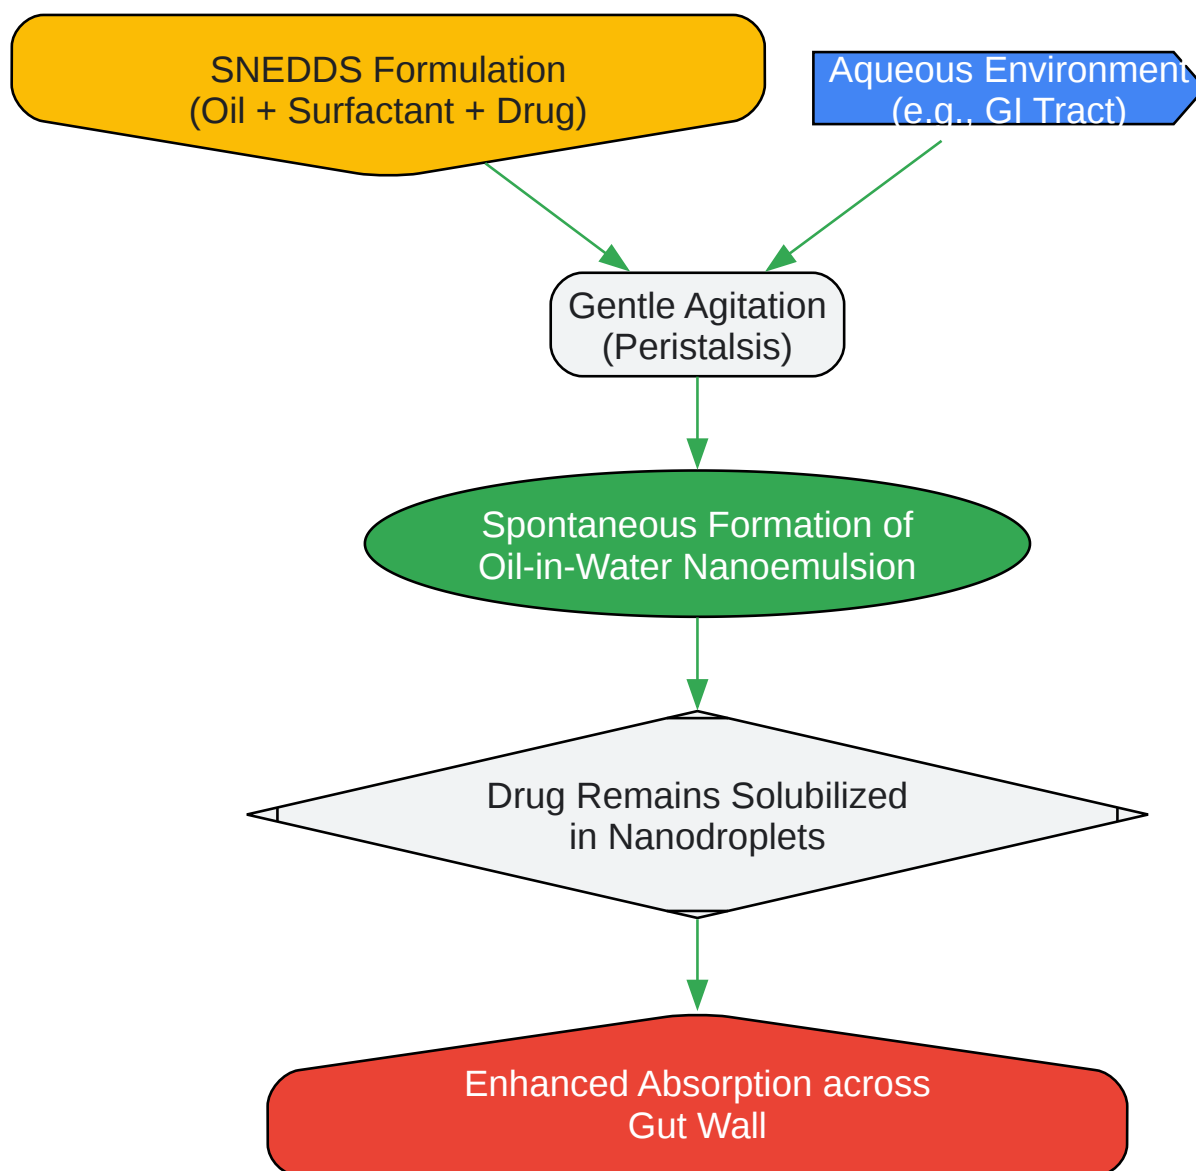 SNEDDS Formulation
(Oil + Surfactant + Drug)
Aqueous Environment
(e.g., GI Tract)
Gentle Agitation
(Peristalsis)
Spontaneous Formation of
Oil-in-Water Nanoemulsion
Drug Remains Solubilized
in Nanodroplets
Enhanced Absorption across
Gut Wall